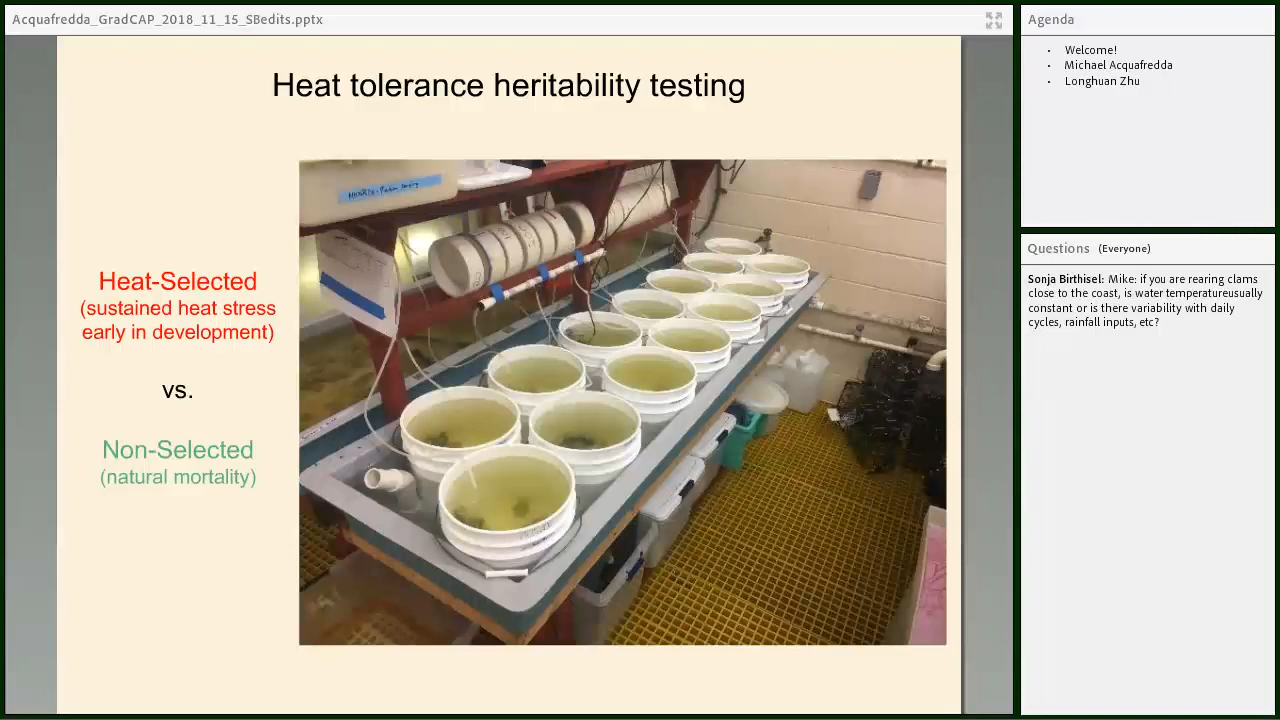 Acquafredda_GradCAP_2018_11_15_SBedits.pptx
Heat tolerance heritability testing
Heat-Selected
(sustained heat stress
early in development)
vs.
Non-Selected
(natural mortality)
Agenda
Welcome!
Michael Acquafredda
Longhuan Zhu
Questions (Everyone)
Sonja Birthisel: Mike: if you are rearing clams
close to the coast, is water temperatureusually
constant or is there variability with daily
cycles, rainfall inputs, etc?